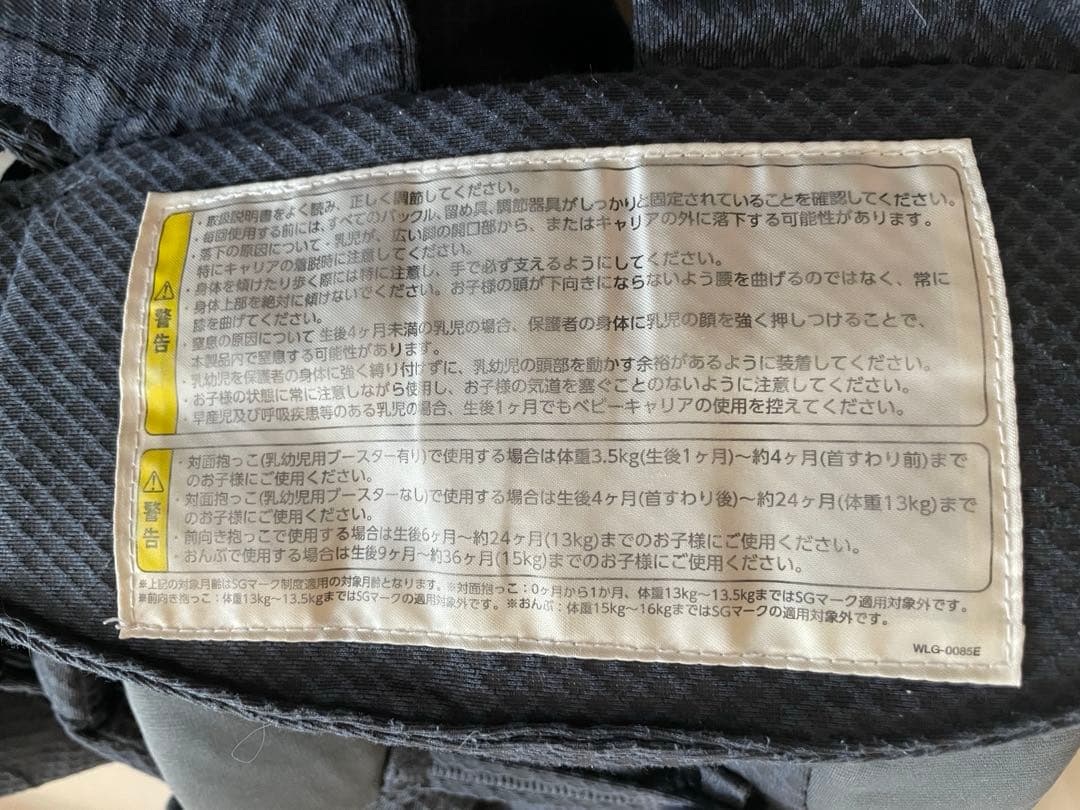 警告
・取扱説明書をよく読み、正しく調節してください。
・毎回使用する前には、すべてのバックル、留め具、調節器具がしっかりと固定されていることを確認してください。
・落下の原因について・乳児が、広い脚の開口部から、またはキャリアの外に落下する可能性があります。
特にキャリアの着脱時に注意してください。
・身体を傾けたり歩く際には特に注意し、手で必ず支えるようにしてください。
・身体上部を絶対に傾けないでください。お子様の頭が下向きにならないよう腰を曲げるのではなく、常に
膝を曲げてください。
・窒息の原因について 生後4ヶ月未満の乳児の場合、保護者の身体に乳児の顔を強く押しつけることで、
本製品内で窒息する可能性があります。
・乳幼児を保護者の身体に強く縛り付けずに、乳幼児の頭部を動かす余裕があるように装着してください。
・お子様の状態に常に注意しながら使用し、お子様の気道を塞ぐことのないように注意してください。
・早産児及び呼吸疾患等のある乳児の場合、生後1ヶ月でもベビーキャリアの使用を控えてください。
警告
・対面抱っこ(乳幼児用ブースター有り)で使用する場合は体重3.5kg(生後1ヶ月)〜約4ヶ月(首すわり前)まで
のお子様にご使用ください。
・対面抱っこ(乳幼児用ブースターなし)で使用する場合は生後4ヶ月(首すわり後)〜約24ヶ月(体重13kg)まで
のお子様にご使用ください。
・前向き抱っこで使用する場合は生後6ヶ月〜約24ヶ月(13kg)までのお子様にご使用ください。
・おんぶで使用する場合は生後9ヶ月〜約36ヶ月(15kg)までのお子様にご使用ください。
※上記の対象月齢はSGマーク制度適用の対象月齢となります。※対面抱っこ：0ヶ月から1か月、体重13kg〜13.5kgまではSGマーク適用対象外です。
※前向き抱っこ：体重13kg〜13.5kgまではSGマークの適用対象外です。※おんぶ：体重15kg〜16kgまではSGマークの適用対象外です。
WLG-0085E